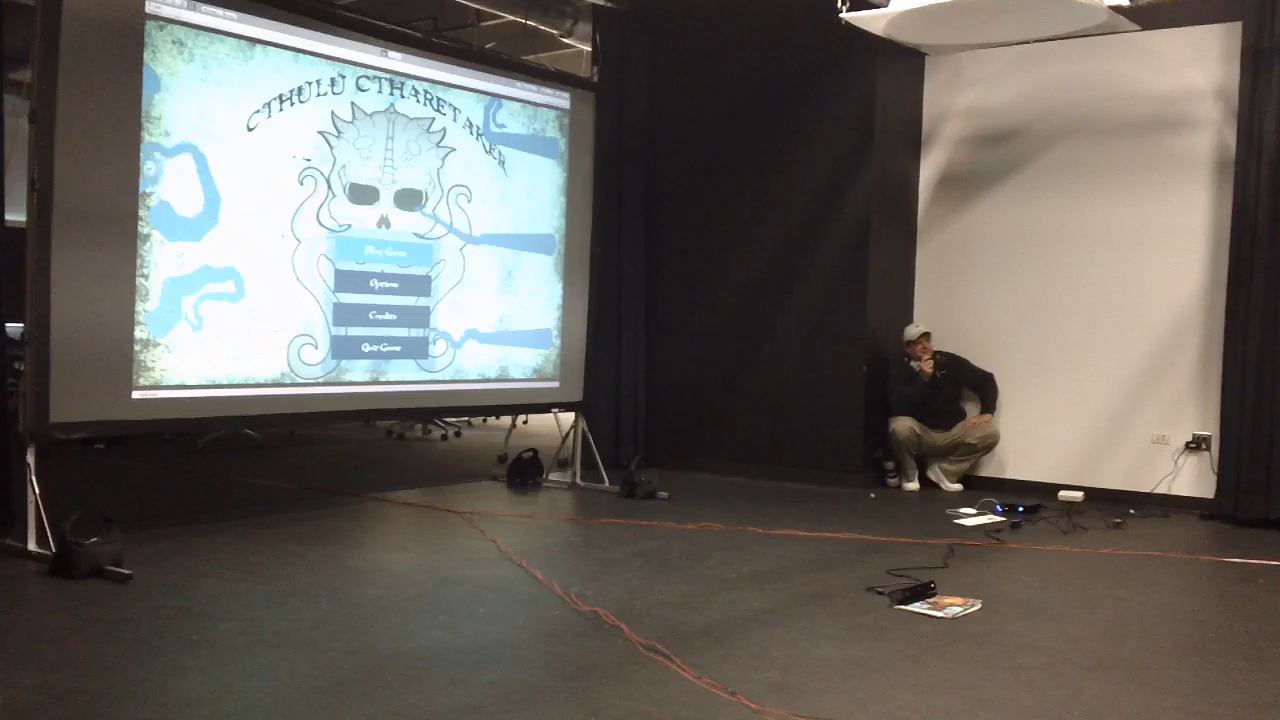 CTHULU CTHARETAKER
Play Game
Options
Credits
Quit Game